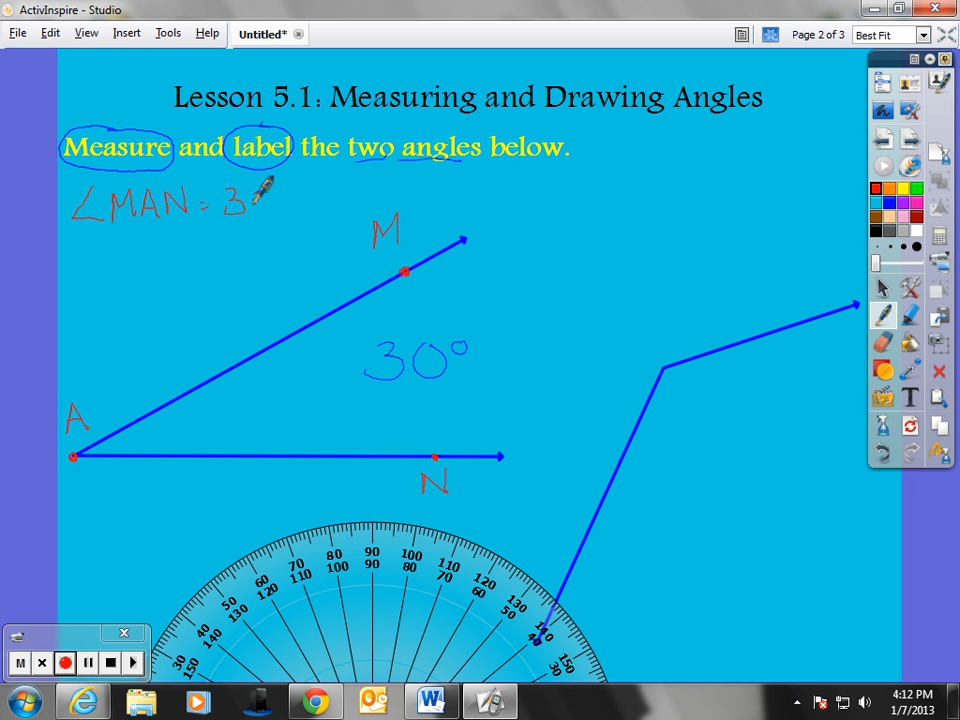 ActivInspire - Studio
File Edit View Insert Tools Help Untitled* Page 2 of 3 Best Fit
Lesson 5.1: Measuring and Drawing Angles
Measure and label the two angles below.
∠MAN = 3
M
30°
A
N
T
80 90 100
100 90 80
70 110
110 70
60 120
120 60
50 130
130 50
40 140
140 40
30 150
150 30
M
4:12 PM
1/7/2013